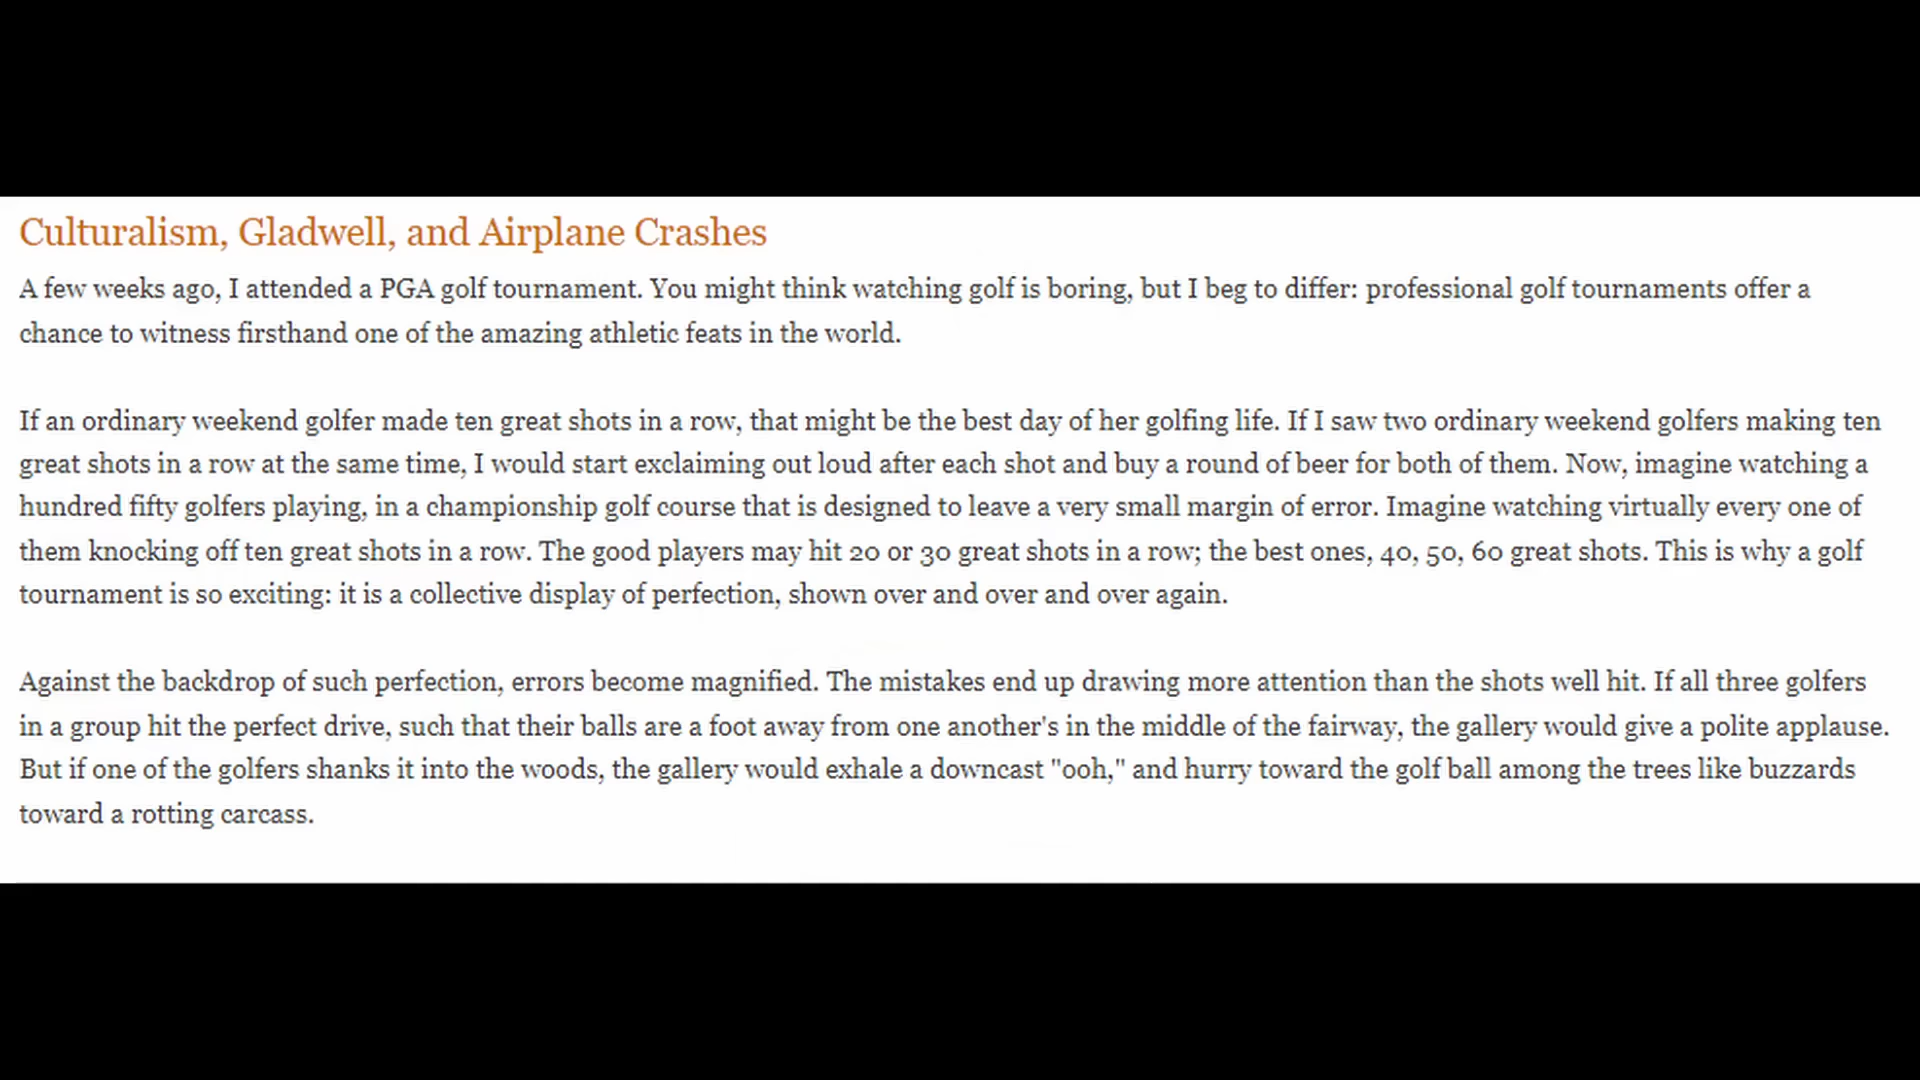 Culturalism, Gladwell, and Airplane Crashes
A few weeks ago, I attended a PGA golf tournament. You might think watching golf is boring, but I beg to differ: professional golf tournaments offer a
chance to witness firsthand one of the amazing athletic feats in the world.
If an ordinary weekend golfer made ten great shots in a row, that might be the best day of her golfing life. If I saw two ordinary weekend golfers making ten
great shots in a row at the same time, I would start exclaiming out loud after each shot and buy a round of beer for both of them. Now, imagine watching a
hundred fifty golfers playing, in a championship golf course that is designed to leave a very small margin of error. Imagine watching virtually every one of
them knocking off ten great shots in a row. The good players may hit 20 or 30 great shots in a row; the best ones, 40, 50, 60 great shots. This is why a golf
tournament is so exciting: it is a collective display of perfection, shown over and over and over again.
Against the backdrop of such perfection, errors become magnified. The mistakes end up drawing more attention than the shots well hit. If all three golfers
in a group hit the perfect drive, such that their balls are a foot away from one another's in the middle of the fairway, the gallery would give a polite applause.
But if one of the golfers shanks it into the woods, the gallery would exhale a downcast "ooh," and hurry toward the golf ball among the trees like buzzards
toward a rotting carcass.